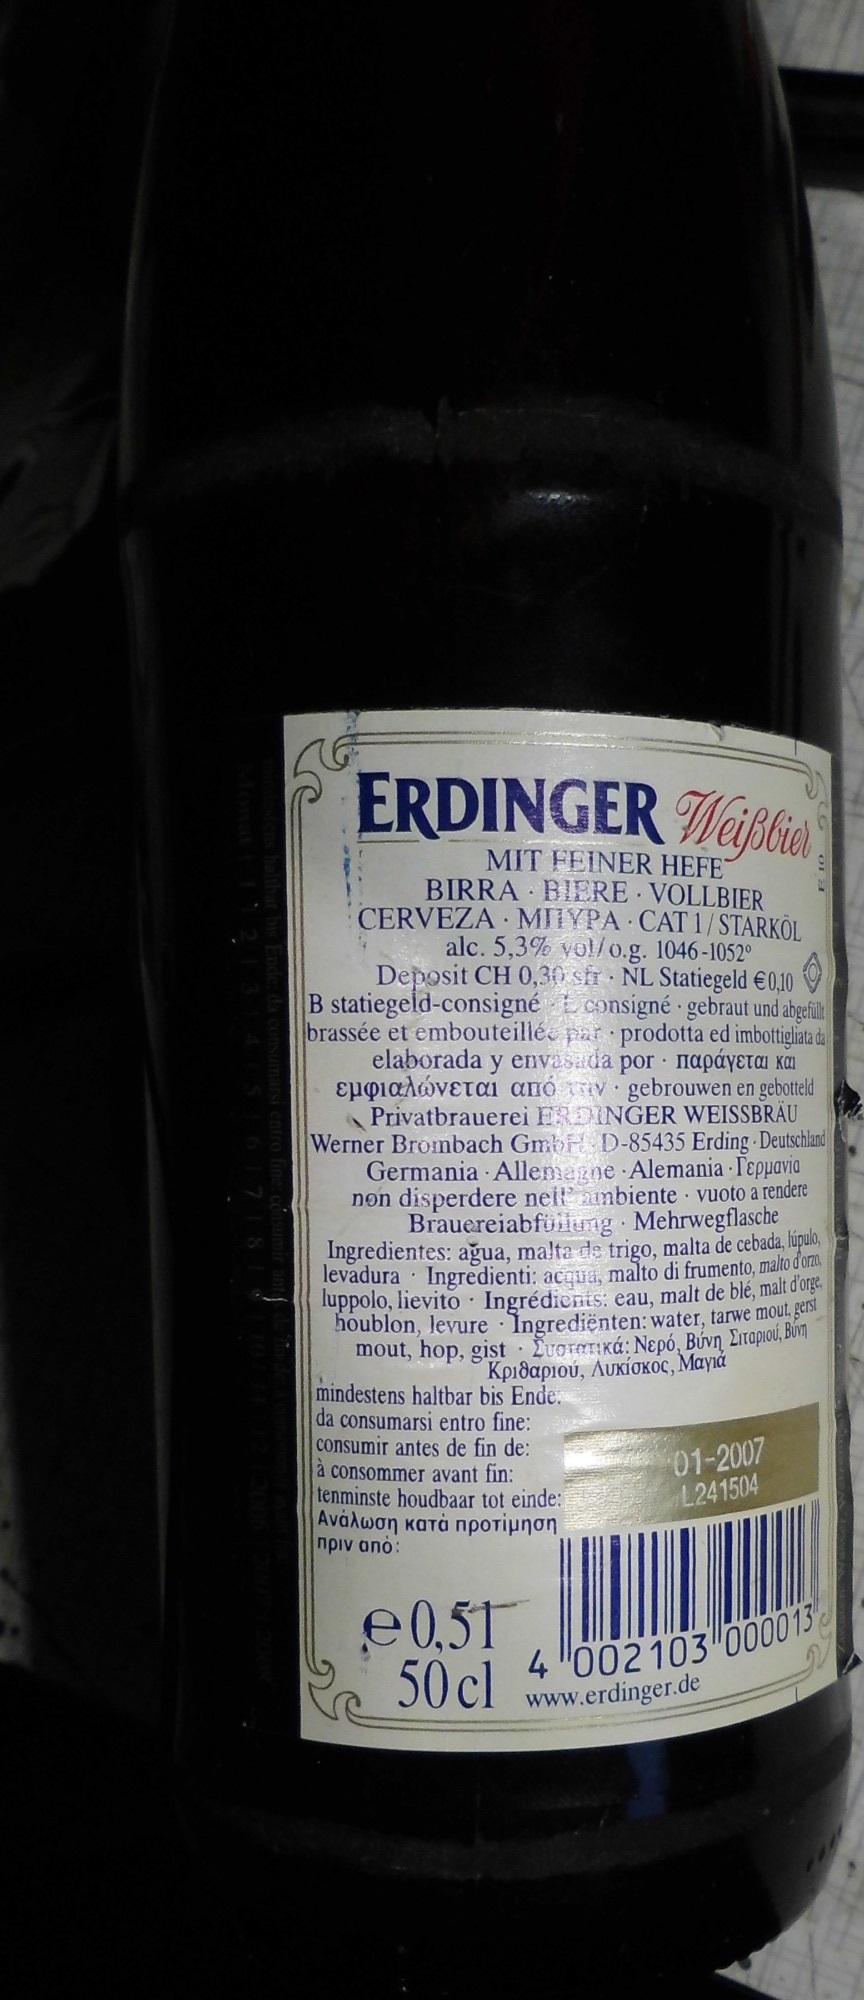 ERDINGER Weißbier
MIT FEINER HEFE
E 10
BIRRA · BIERE · VOLLBIER
CERVEZA · ΜΠΥΡΑ · CAT 1 / STARKÖL
alc. 5,3% vol/o.g. 1046-1052°
Deposit CH 0,30 sfr · NL Statiegeld €0,10
B statiegeld-consigné · L consigné · gebraut und abgefüllt
brassée et embouteillée par · prodotta ed imbottigliata da
elaborada y envasada por · παράγεται και
εμφιαλώνεται από την · gebrouwen en gebotteld
Privatbrauerei ERDINGER WEISSBRÄU
Werner Brombach GmbH · D-85435 Erding · Deutschland
Germania · Allemagne · Alemania · Γερμανία
non disperdere nell' ambiente · vuoto a rendere
Brauereiabfüllung · Mehrwegflasche
Ingredientes: agua, malta de trigo, malta de cebada, lúpulo,
levadura · Ingredienti: acqua, malto di frumento, malto d'orzo,
luppolo, lievito · Ingrédients: eau, malt de blé, malt d'orge,
houblon, levure · Ingrediënten: water, tarwe mout, gerst
mout, hop, gist · Συστατικά: Νερό, Βύνη Σιταριού, Βύνη
Κριθαριού, Λυκίσκος, Μαγιά
mindestens haltbar bis Ende:
da consumarsi entro fine:
consumir antes de fin de:
à consommer avant fin:
tenminste houdbaar tot einde:
Ανάλωση κατά προτίμηση
πριν από:
01-2007
L241504
e 0,5l
50 cl
4 002103 000013
www.erdinger.de